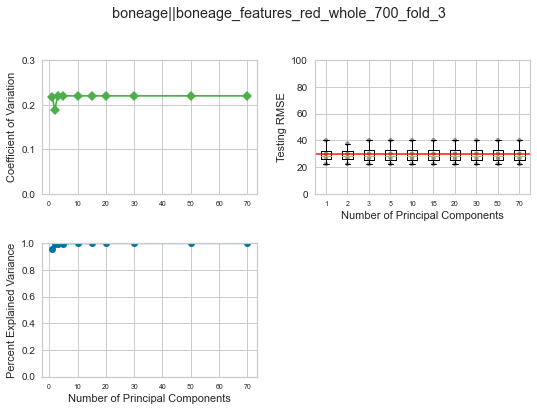 boneage||boneage_features_red_whole_700_fold_3
Coefficient of Variation
0.3
0.2
0.1
0.0
0 10 20 30 40 50 60 70
Testing RMSE
100
80
60
40
20
0
1 2 3 5 10 15 20 30 50 70
Number of Principal Components
Percent Explained Variance
1.0
0.8
0.6
0.4
0.2
0.0
0 10 20 30 40 50 60 70
Number of Principal Components